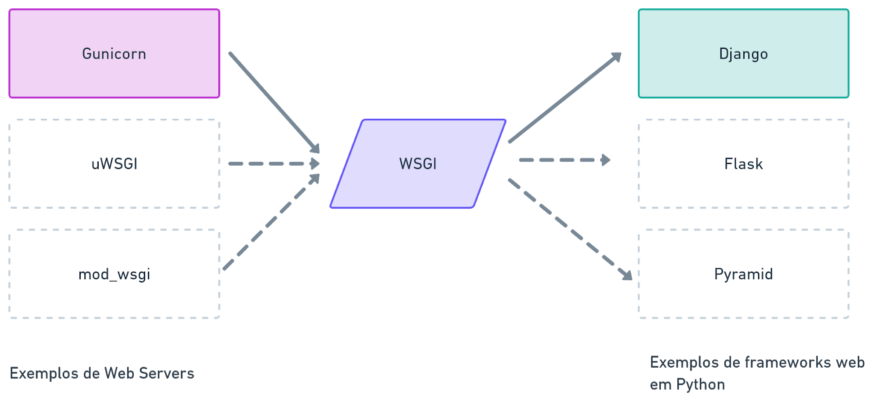 Gunicorn
Django
uWSGI
WSGI
Flask
mod_wsgi
Pyramid
Exemplos de Web Servers
Exemplos de frameworks web
em Python